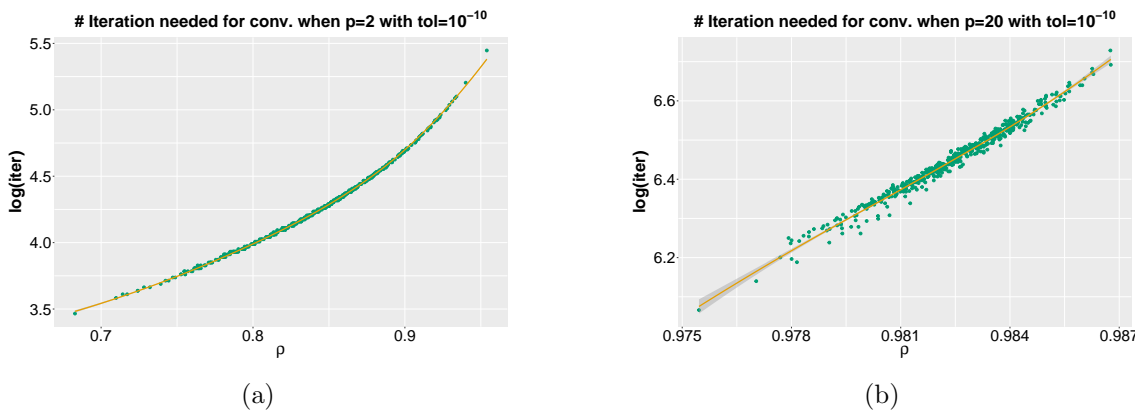 # Iteration needed for conv. when p=2 with tol=10⁻¹⁰
log(iter)
5.5
5.0
4.5
4.0
3.5
0.7 0.8 0.9
ρ
(a)
# Iteration needed for conv. when p=20 with tol=10⁻¹⁰
log(iter)
6.6
6.4
6.2
0.975 0.978 0.981 0.984 0.987
ρ
(b)